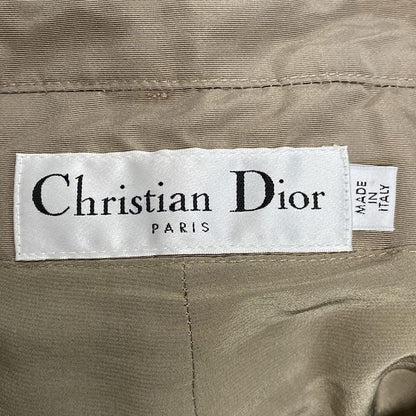 Christian Dior
PARIS
MADE
IN
ITALY